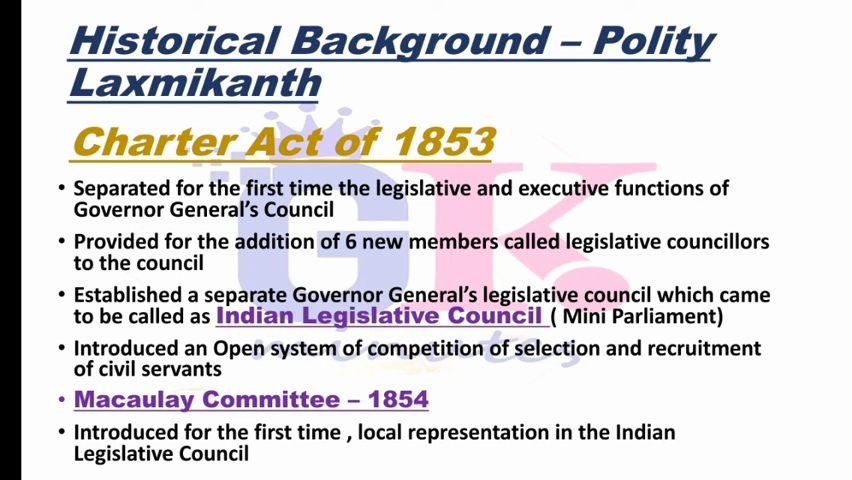 Historical Background – Polity
Laxmikanth
Charter Act of 1853
• Separated for the first time the legislative and executive functions of
Governor General's Council
• Provided for the addition of 6 new members called legislative councillors
to the council
• Established a separate Governor General's legislative council which came
to be called as Indian Legislative Council ( Mini Parliament)
• Introduced an Open system of competition of selection and recruitment
of civil servants
• Macaulay Committee – 1854
• Introduced for the first time , local representation in the Indian
Legislative Council
GK